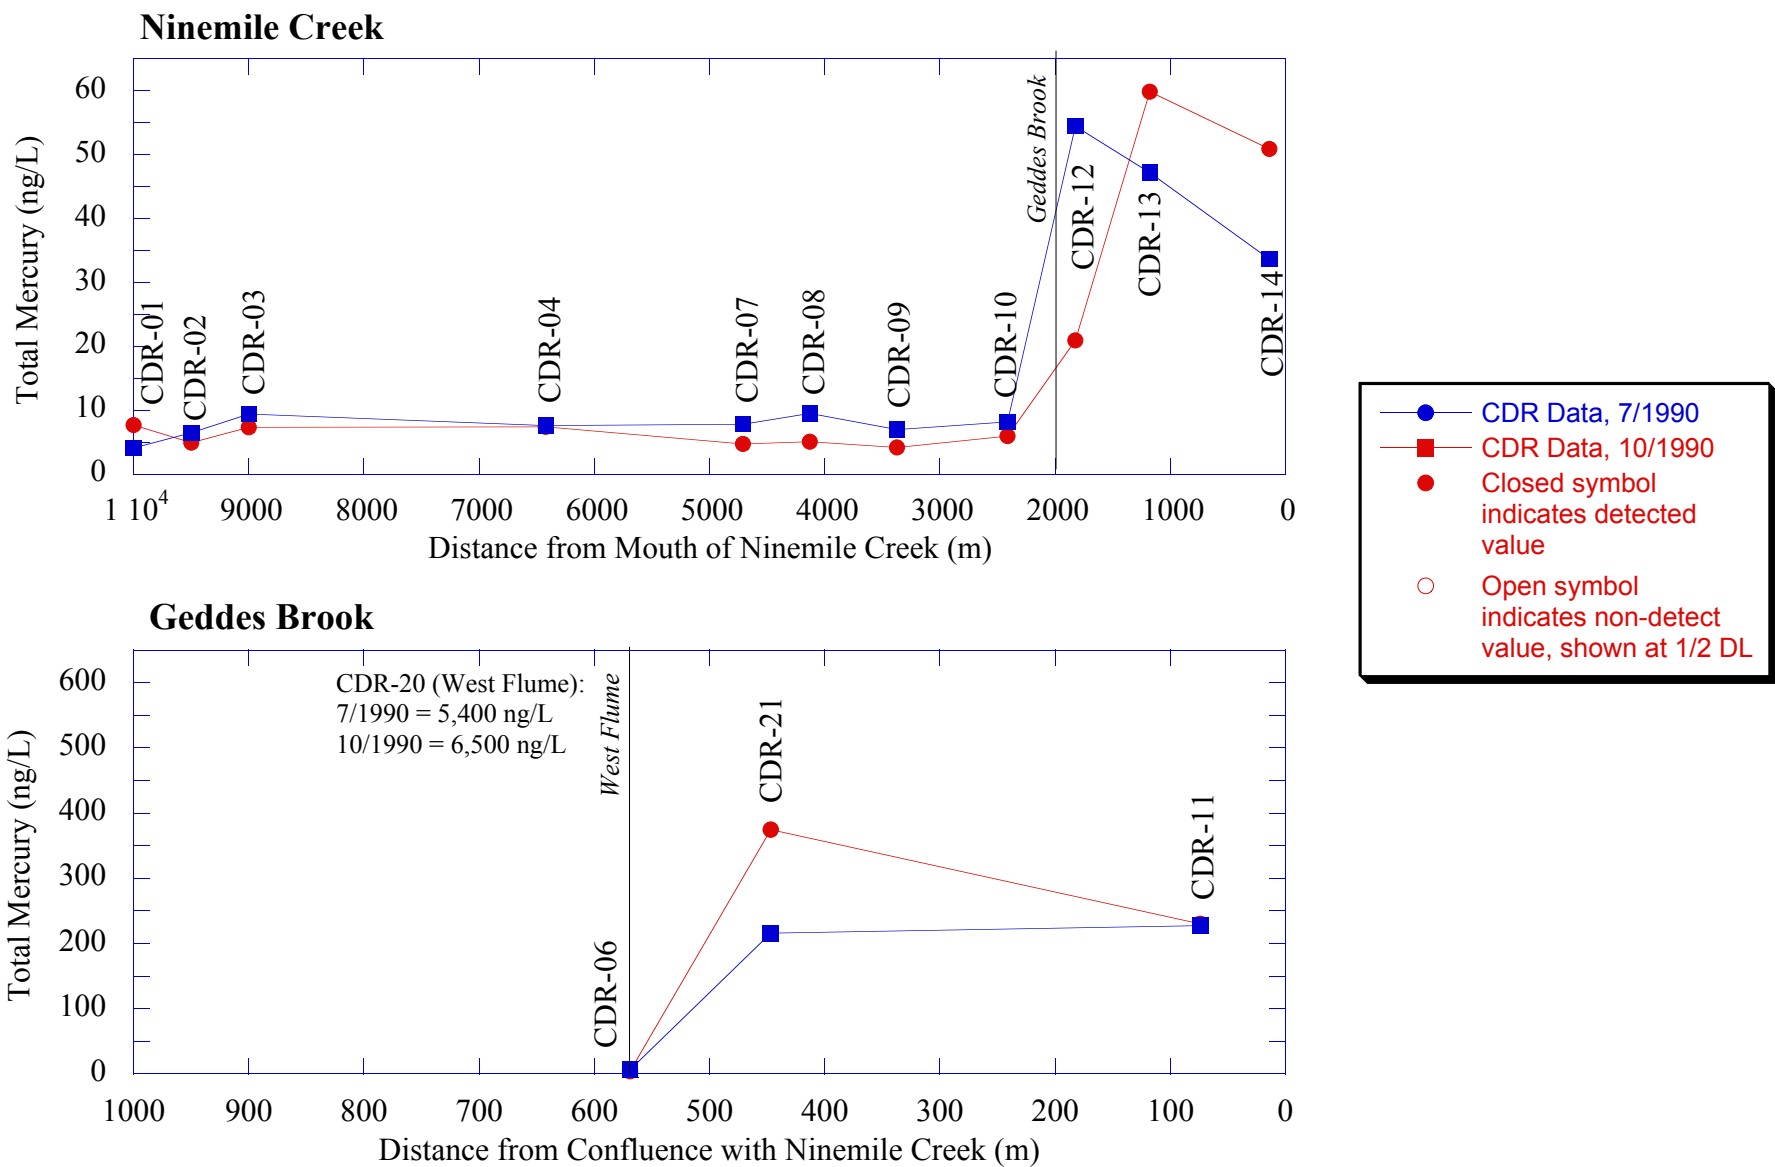 Ninemile Creek
Total Mercury (ng/L)
60
50
40
30
20
10
0
CDR-01
CDR-02
CDR-03
CDR-04
CDR-07
CDR-08
CDR-09
CDR-10
Geddes Brook
CDR-12
CDR-13
CDR-14
1 10^4 9000 8000 7000 6000 5000 4000 3000 2000 1000 0
Distance from Mouth of Ninemile Creek (m)
CDR Data, 7/1990
CDR Data, 10/1990
Closed symbol
indicates detected
value
Open symbol
indicates non-detect
value, shown at 1/2 DL
Geddes Brook
Total Mercury (ng/L)
600
500
400
300
200
100
0
CDR-20 (West Flume):
7/1990 = 5,400 ng/L
10/1990 = 6,500 ng/L
West Flume
CDR-06
CDR-21
CDR-11
1000 900 800 700 600 500 400 300 200 100 0
Distance from Confluence with Ninemile Creek (m)